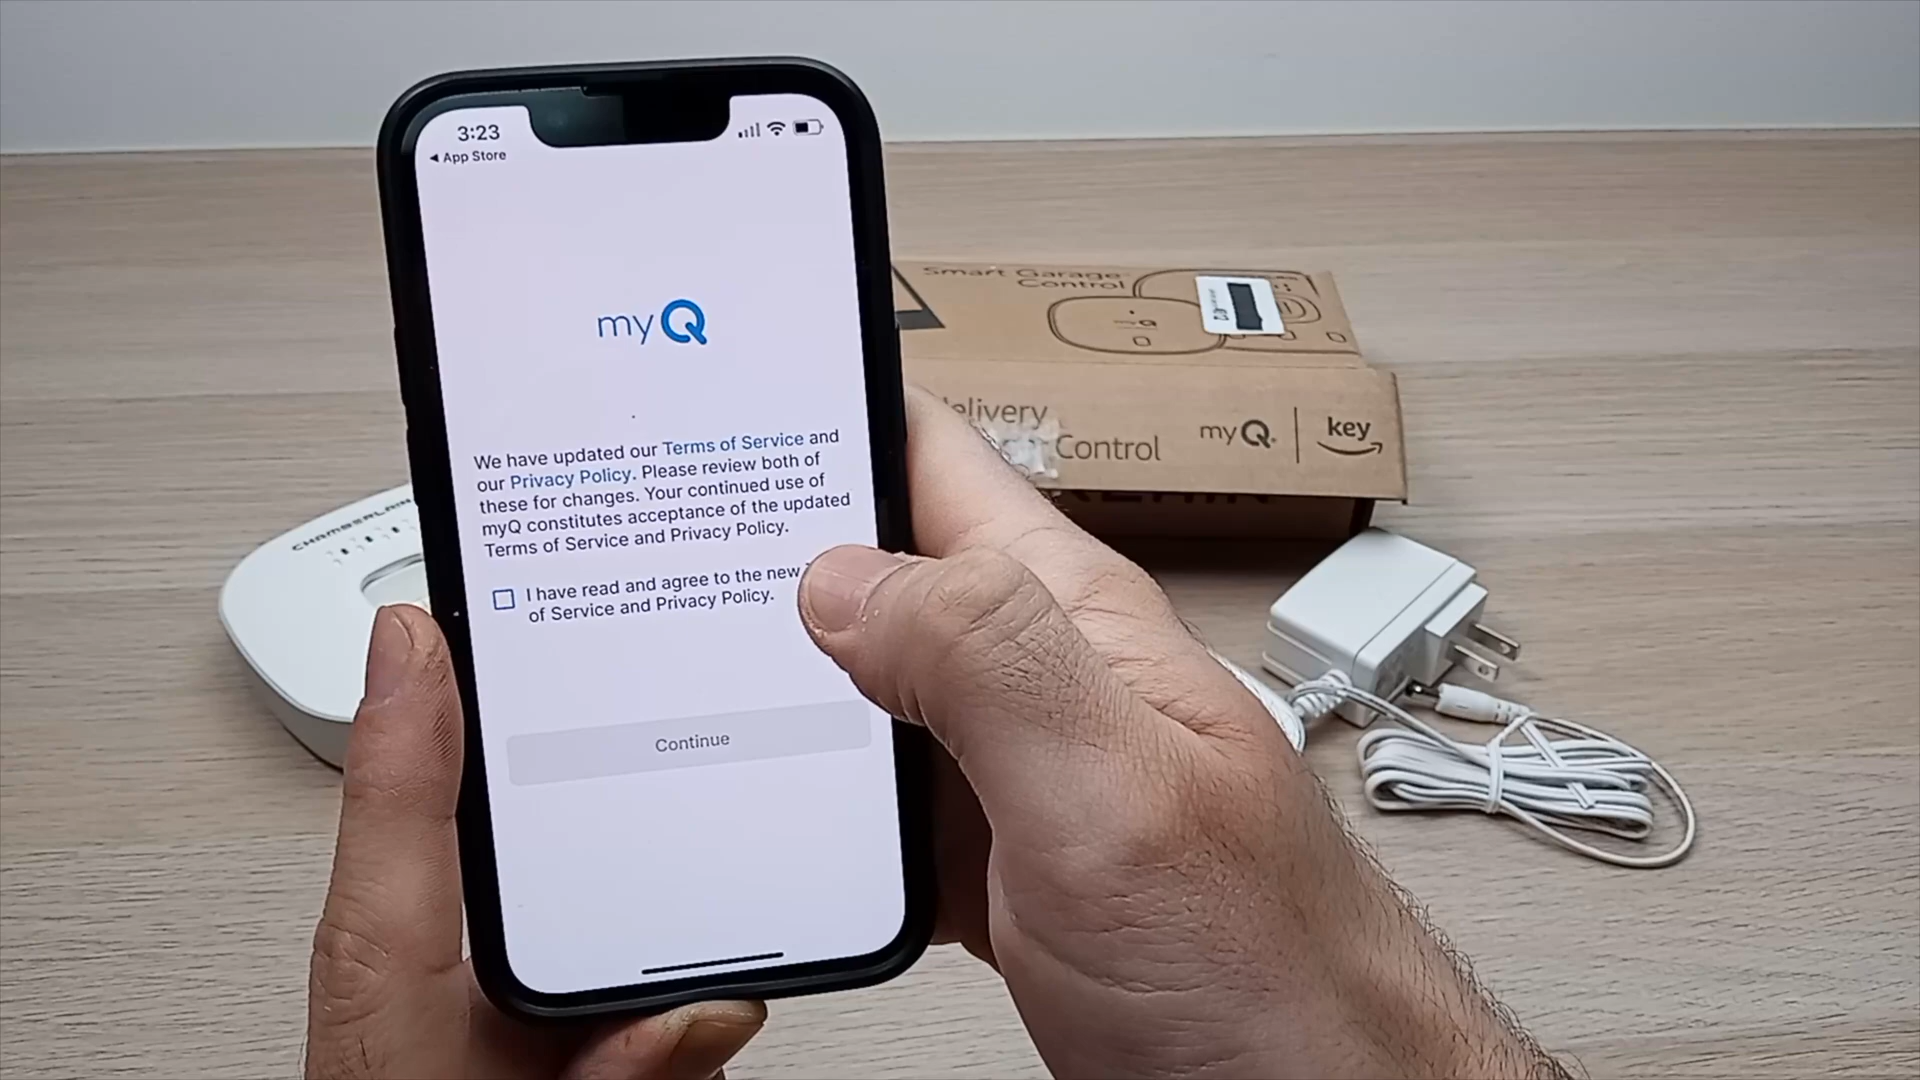 3:23
◀ App Store
myQ
We have updated our Terms of Service and
our Privacy Policy. Please review both of
these for changes. Your continued use of
myQ constitutes acceptance of the updated
Terms of Service and Privacy Policy.
I have read and agree to the new
of Service and Privacy Policy.
Continue
Smart Garage
Control
elivery
Control
myQ
key
CHAMBERLAIN